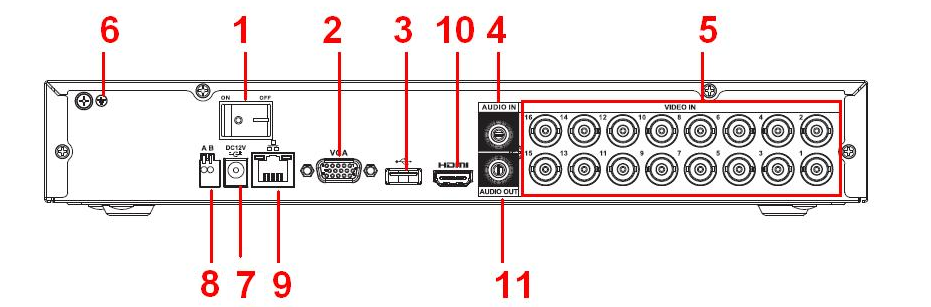 6 1 2 3 10 4 5
ON OFF
AUDIO IN
VIDEO IN
16 14 12 10 8 6 4 2
A B
DC12V
VGA
HDMI
15 13 11 9 7 5 3 1
AUDIO OUT
8 7 9 11